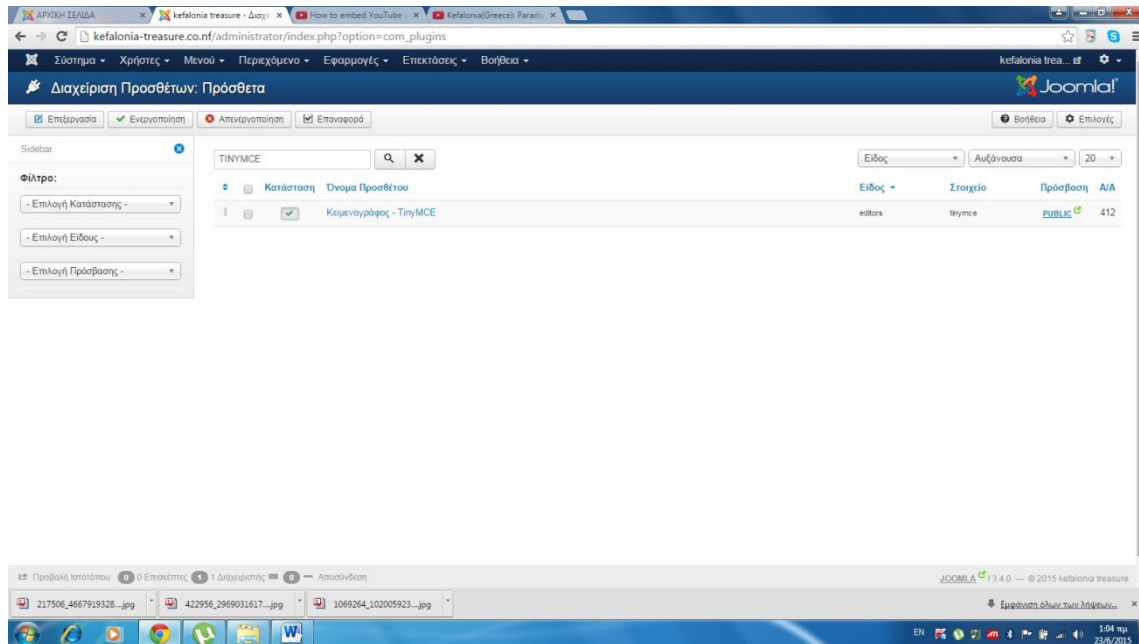 ΑΡΧΙΚΗ ΣΕΛΙΔΑ
kefalonia treasure - Διαχε
How to embed YouTube
Kefalonia(Greece): Paradi
kefalonia-treasure.co.nf/administrator/index.php?option=com_plugins
Σύστημα Χρήστες Μενού Περιεχόμενο Εφαρμογές Επεκτάσεις Βοήθεια kefalonia trea...
Διαχείριση Προσθέτων: Πρόσθετα Joomla!
Επεξεργασία Ενεργοποίηση Απενεργοποίηση Επαναφορά Βοήθεια Επιλογές
Sidebar
TINYMCE Είδος Αυξάνουσα 20
Φίλτρο:
Κατάσταση Όνομα Προσθέτου Είδος Στοιχείο Πρόσβαση Α/Α
- Επιλογή Κατάστασης -
Κειμενογράφος - TinyMCE editors tinymce PUBLIC 412
- Επιλογή Είδους -
- Επιλογή Πρόσβασης -
Προβολή Ιστοτόπου 0 0 Επισκέπτες 1 1 Διαχειριστής 0 Αποσύνδεση JOOMLA 3.4.0 — © 2015 kefalonia treasure
217506_4667919328....jpg 422956_2969031617....jpg 1069264_102005923....jpg Εμφάνιση όλων των λήψεων...
EN 1:04 πμ
23/6/2015